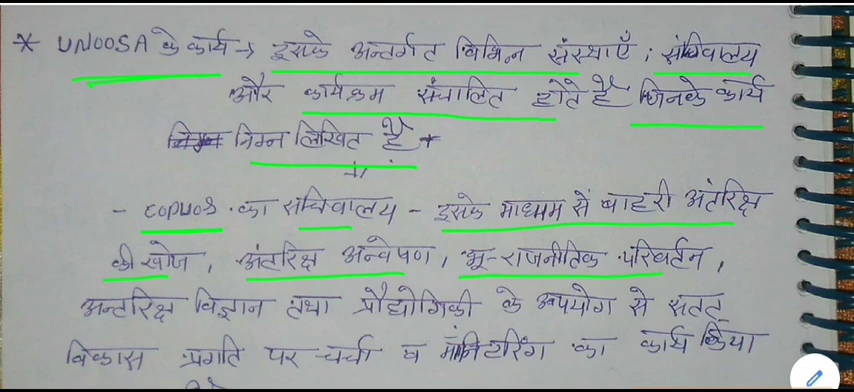 * UNOOSA के कार्य → इसके अन्तर्गत विभिन्न संस्थाएँ, सचिवालय
और कार्यक्रम संचालित होते हैं जिनके कार्य
निम्न लिखित है -
- COPUOS का सचिवालय - इसके माध्यम से बाहरी अंतरिक्ष
की खोज, अंतरिक्ष अन्वेषण, भू-राजनीतिक परिवर्तन,
अन्तरिक्ष विज्ञान तथा प्रौद्योगिकी के उपयोग से सतत्
विकास प्रगति पर चर्चा व मॉनिटरिंग का कार्य किया